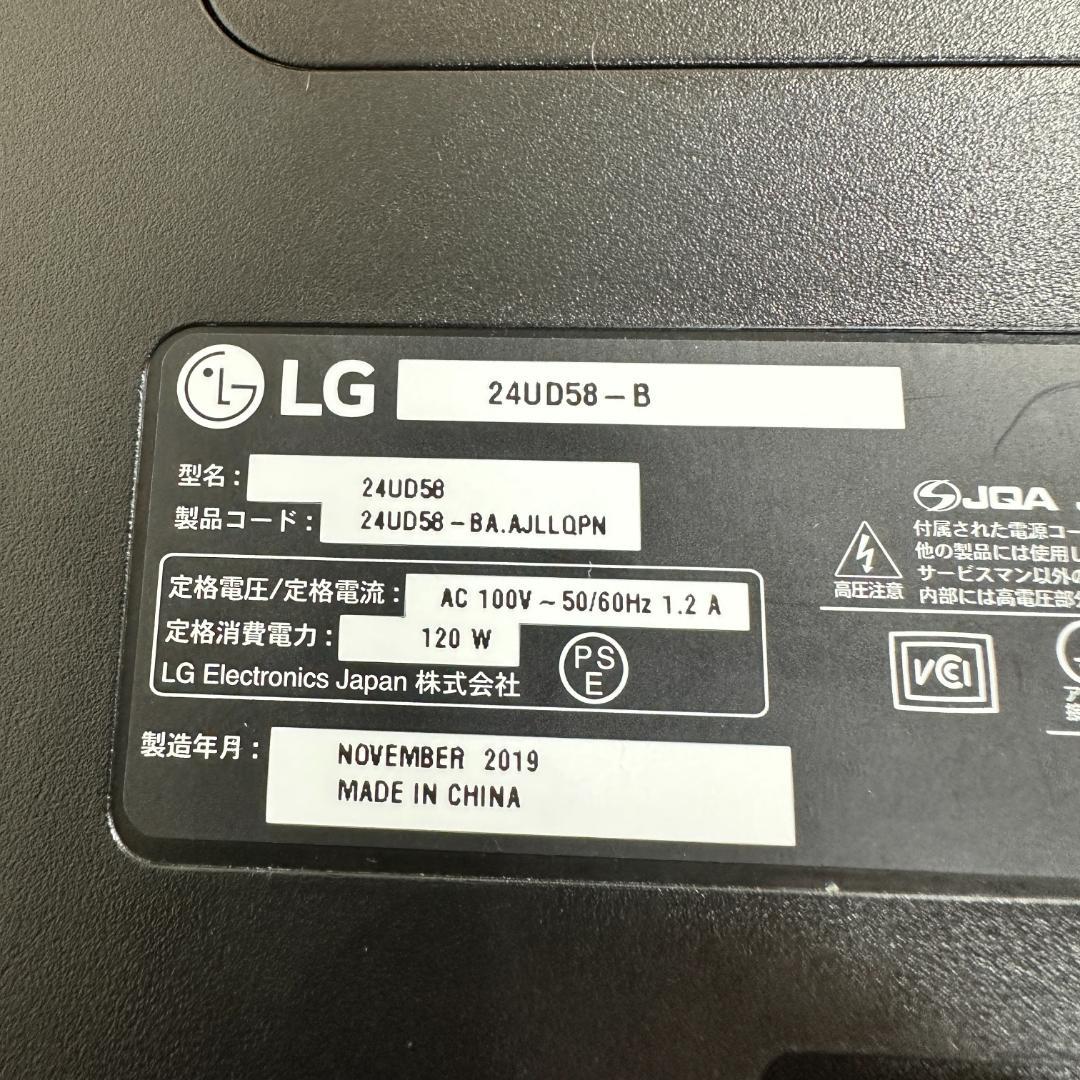 LG 24UD58-B
型名: 24UD58
製品コード: 24UD58-BA.AJLLQPN
定格電圧/定格電流: AC 100V ~ 50/60Hz 1.2 A
定格消費電力: 120 W
LG Electronics Japan 株式会社
PS
E
製造年月: NOVEMBER 2019
MADE IN CHINA
JQA
付属された電源コー
他の製品には使用し
サービスマン以外の
高圧注意 内部には高電圧部分
VCI